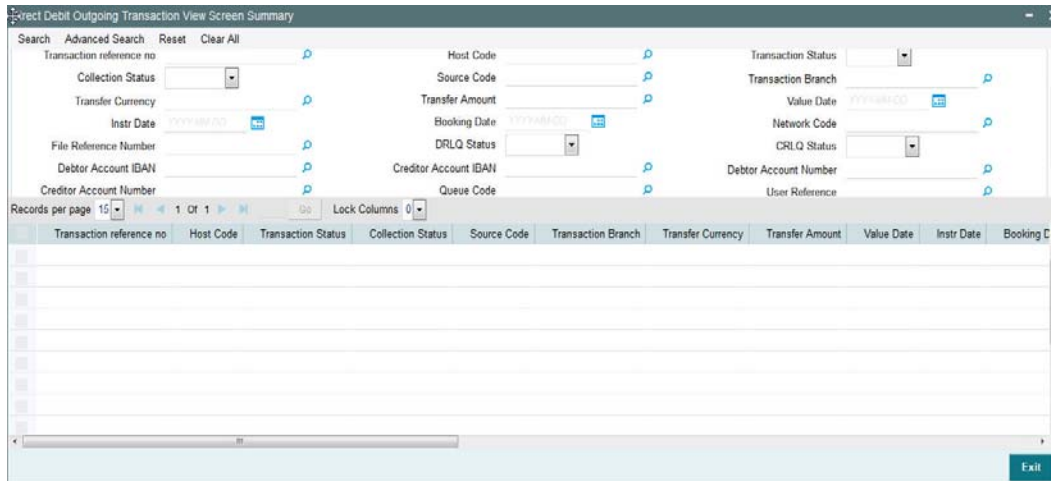 Direct Debit Outgoing Transaction View Screen Summary
Search Advanced Search Reset Clear All
Transaction reference no Host Code Transaction Status
Collection Status Source Code Transaction Branch
Transfer Currency Transfer Amount Value Date YYYY-MM-DD
Instr Date YYYY-MM-DD Booking Date YYYY-MM-DD Network Code
File Reference Number DRLQ Status CRLQ Status
Debtor Account IBAN Creditor Account IBAN Debtor Account Number
Creditor Account Number Queue Code User Reference
Records per page 15 1 Of 1 Go Lock Columns 0
Transaction reference no Host Code Transaction Status Collection Status Source Code Transaction Branch Transfer Currency Transfer Amount Value Date Instr Date Booking D
Exit